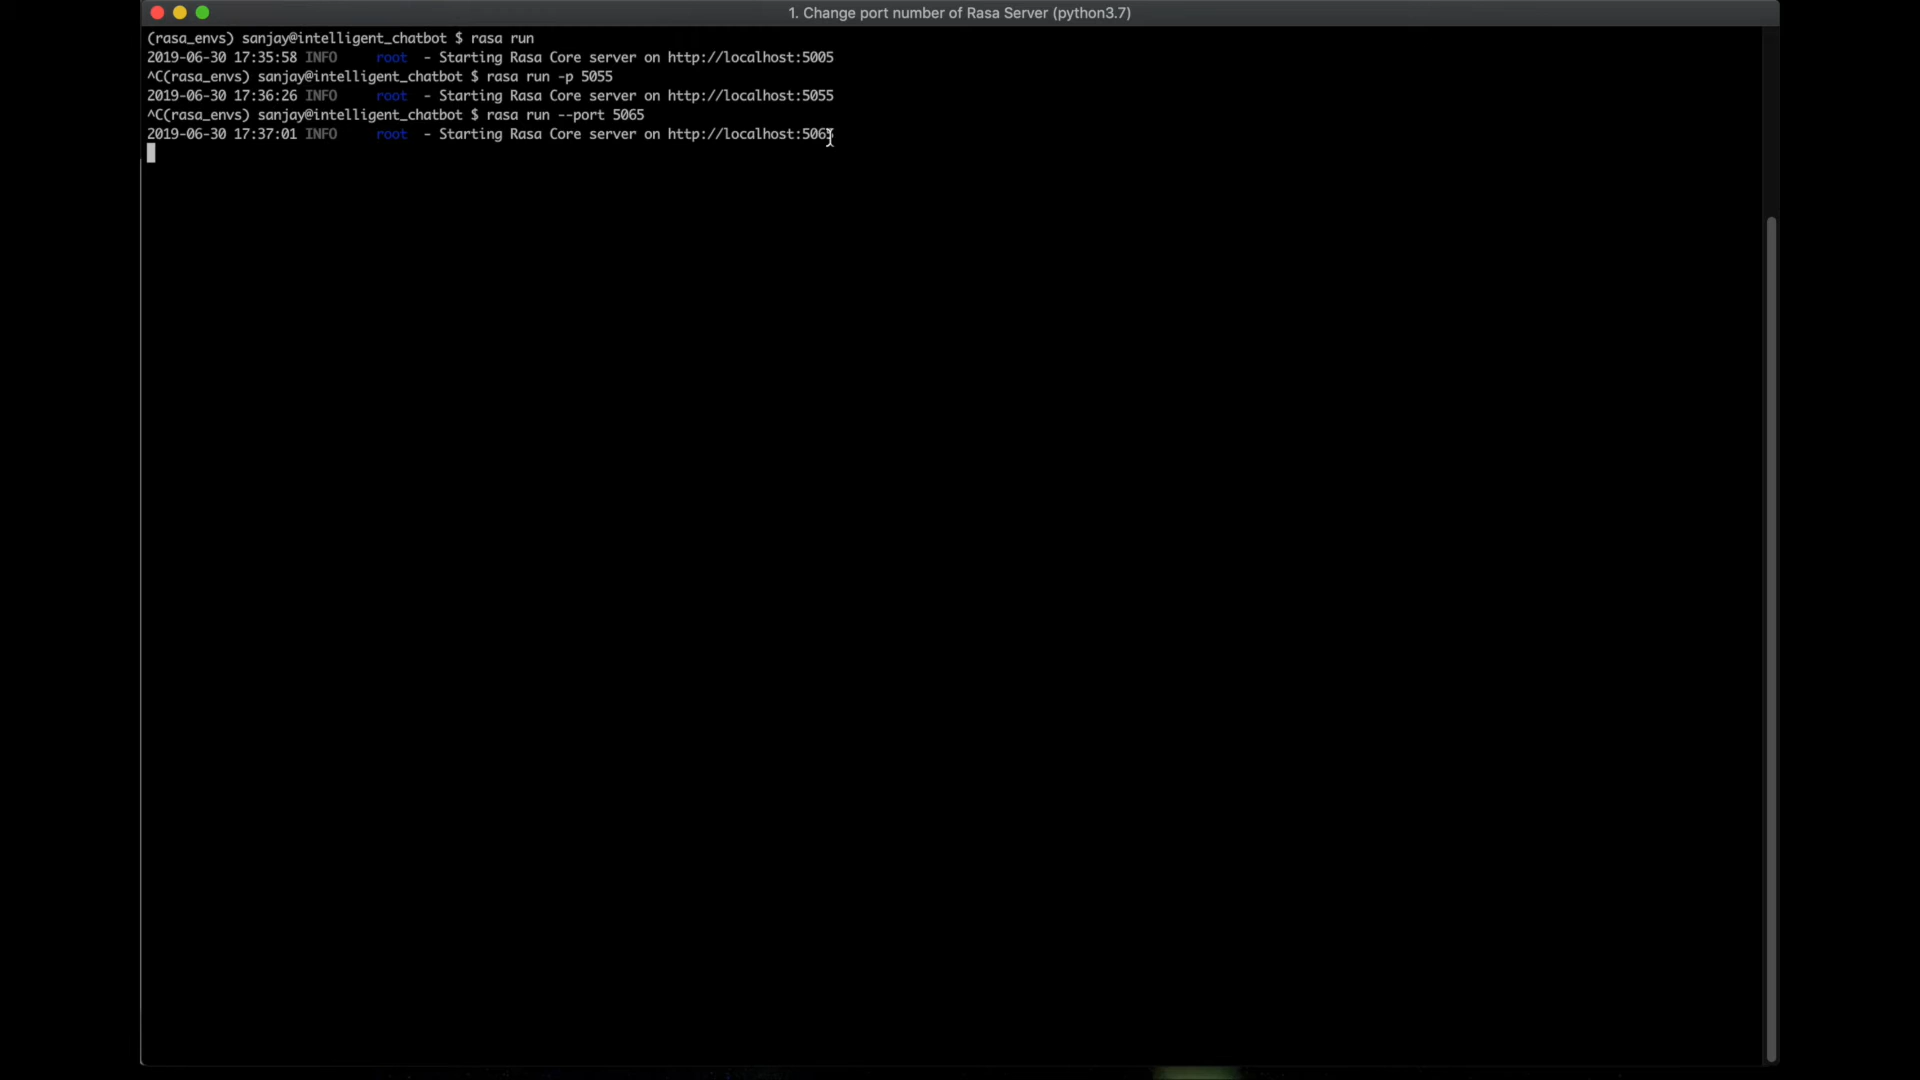 1. Change port number of Rasa Server (python3.7)
(rasa_envs) sanjay@intelligent_chatbot $ rasa run
2019-06-30 17:35:58 INFO     root  - Starting Rasa Core server on http://localhost:5005
^C(rasa_envs) sanjay@intelligent_chatbot $ rasa run -p 5055
2019-06-30 17:36:26 INFO     root  - Starting Rasa Core server on http://localhost:5055
^C(rasa_envs) sanjay@intelligent_chatbot $ rasa run --port 5065
2019-06-30 17:37:01 INFO     root  - Starting Rasa Core server on http://localhost:5065